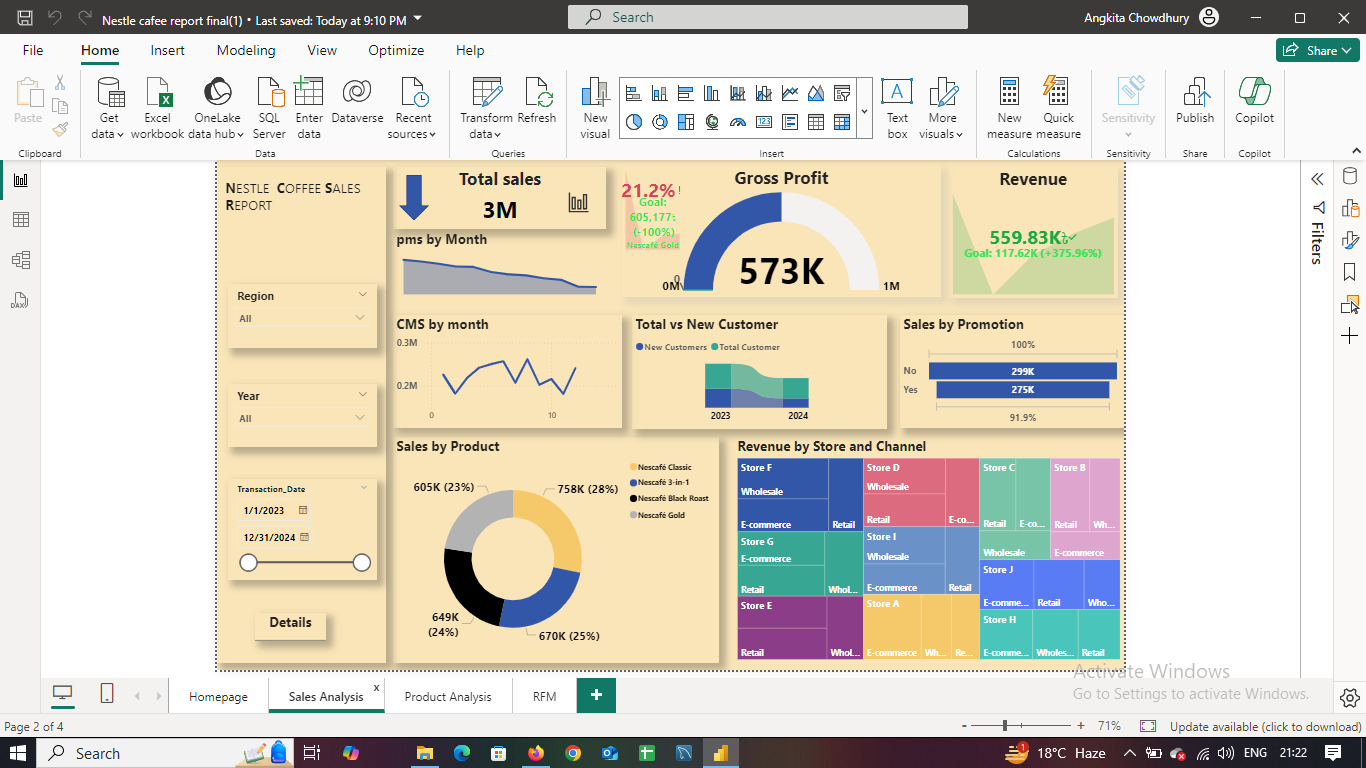 Nestle cafee report final(1) • Last saved: Today at 9:10 PM
Search
Angkita Chowdhury
File
Home
Insert
Modeling
View
Optimize
Help
Share
Paste
Get data
Excel workbook
OneLake data hub
SQL Server
Enter data
Dataverse
Recent sources
Transform data
Refresh
New visual
Text box
More visuals
New measure
Quick measure
Sensitivity
Publish
Copilot
Clipboard
Data
Queries
Insert
Calculations
Sensitivity
Share
Copilot
NESTLE COFFEE SALES
REPORT
Region
All
Year
All
Transaction_Date
1/1/2023
12/31/2024
Details
Total sales
3M
pms by Month
21.2%!
Goal:
605,177
(-100%)
Nescafé Gold
Gross Profit
573K
0M
1M
Revenue
559.83K
Goal: 117.62K (+375.96%)
CMS by month
0.3M
0.2M
0
10
Total vs New Customer
New Customers
Total Customer
2023
2024
Sales by Promotion
100%
No
299K
Yes
275K
91.9%
Sales by Product
605K (23%)
758K (28%)
649K
(24%)
670K (25%)
Nescafé Classic
Nescafé 3-in-1
Nescafé Black Roast
Nescafé Gold
Revenue by Store and Channel
Store F
Wholesale
E-commerce
Retail
Store G
E-commerce
Retail
Whol...
Store E
Retail
Whol...
Store D
Wholesale
Retail
E-co...
Store I
Wholesale
E-commerce
Retail
Store A
E-commerce
Wh...
Re...
Store C
Retail
E-co...
Wholesale
Store B
Retail
Wh...
E-commerce
Store J
E-comme...
Retail
Who...
Store H
E-comme...
Wholes...
Retail
Filters
Activate Windows
Go to Settings to activate Windows.
Homepage
Sales Analysis
x
Product Analysis
RFM
+
Page 2 of 4
- + 71%
Update available (click to download)
Search
1
18°C Haze
ENG
21:22